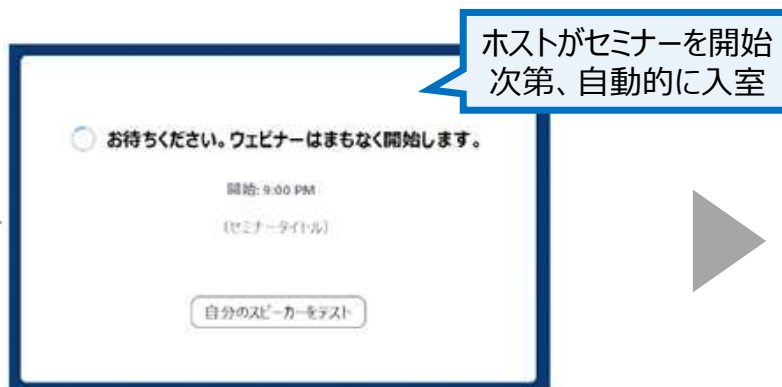 ホストがセミナーを開始
次第、自動的に入室
お待ちください。ウェビナーはまもなく開始します。
開始: 9:00 PM
(セミナータイトル)
自分のスピーカーをテスト